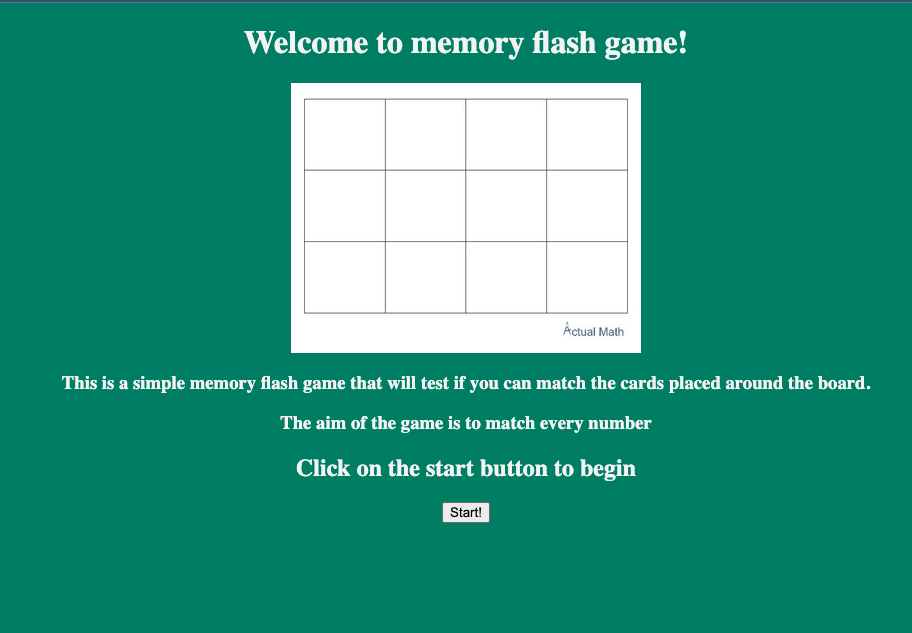 Welcome to memory flash game!
Actual Math
This is a simple memory flash game that will test if you can match the cards placed around the board.
The aim of the game is to match every number
Click on the start button to begin
Start!